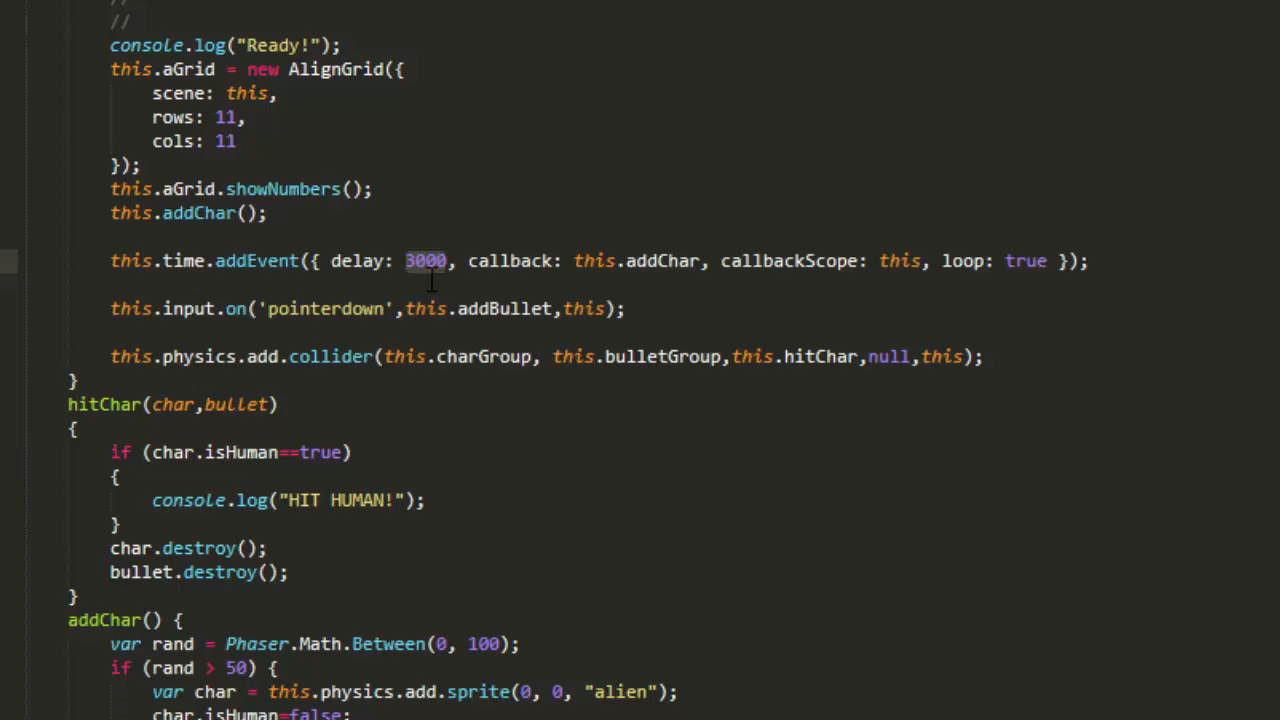 //
//
console.log("Ready!");
this.aGrid = new AlignGrid({
scene: this,
rows: 11,
cols: 11
});
this.aGrid.showNumbers();
this.addChar();
this.time.addEvent({ delay: 3000, callback: this.addChar, callbackScope: this, loop: true });
this.input.on('pointerdown',this.addBullet,this);
this.physics.add.collider(this.charGroup, this.bulletGroup,this.hitChar,null,this);
}
hitChar(char,bullet)
{
if (char.isHuman==true)
{
console.log("HIT HUMAN!");
}
char.destroy();
bullet.destroy();
}
addChar() {
var rand = Phaser.Math.Between(0, 100);
if (rand > 50) {
var char = this.physics.add.sprite(0, 0, "alien");
char.isHuman=false;